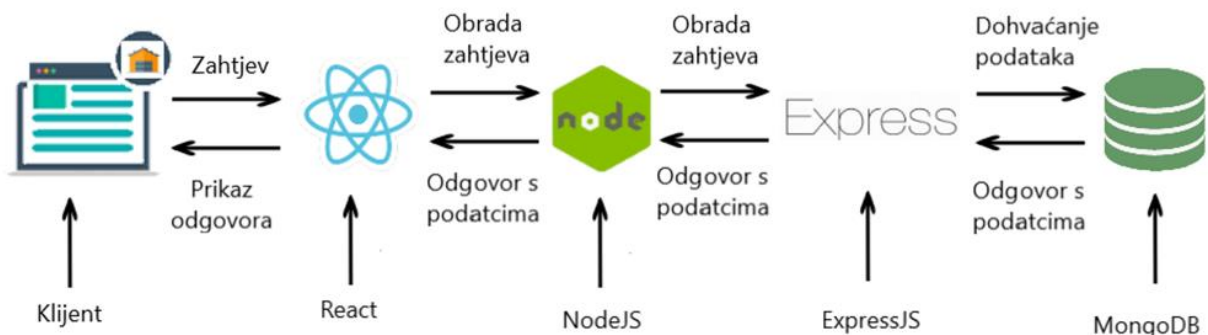 Zahtjev
Prikaz
odgovora
Obrada
zahtjeva
Odgovor s
podatcima
node
Obrada
zahtjeva
Odgovor s
podatcima
Express
Dohvaćanje
podataka
Odgovor s
podatcima
Klijent
React
NodeJS
ExpressJS
MongoDB